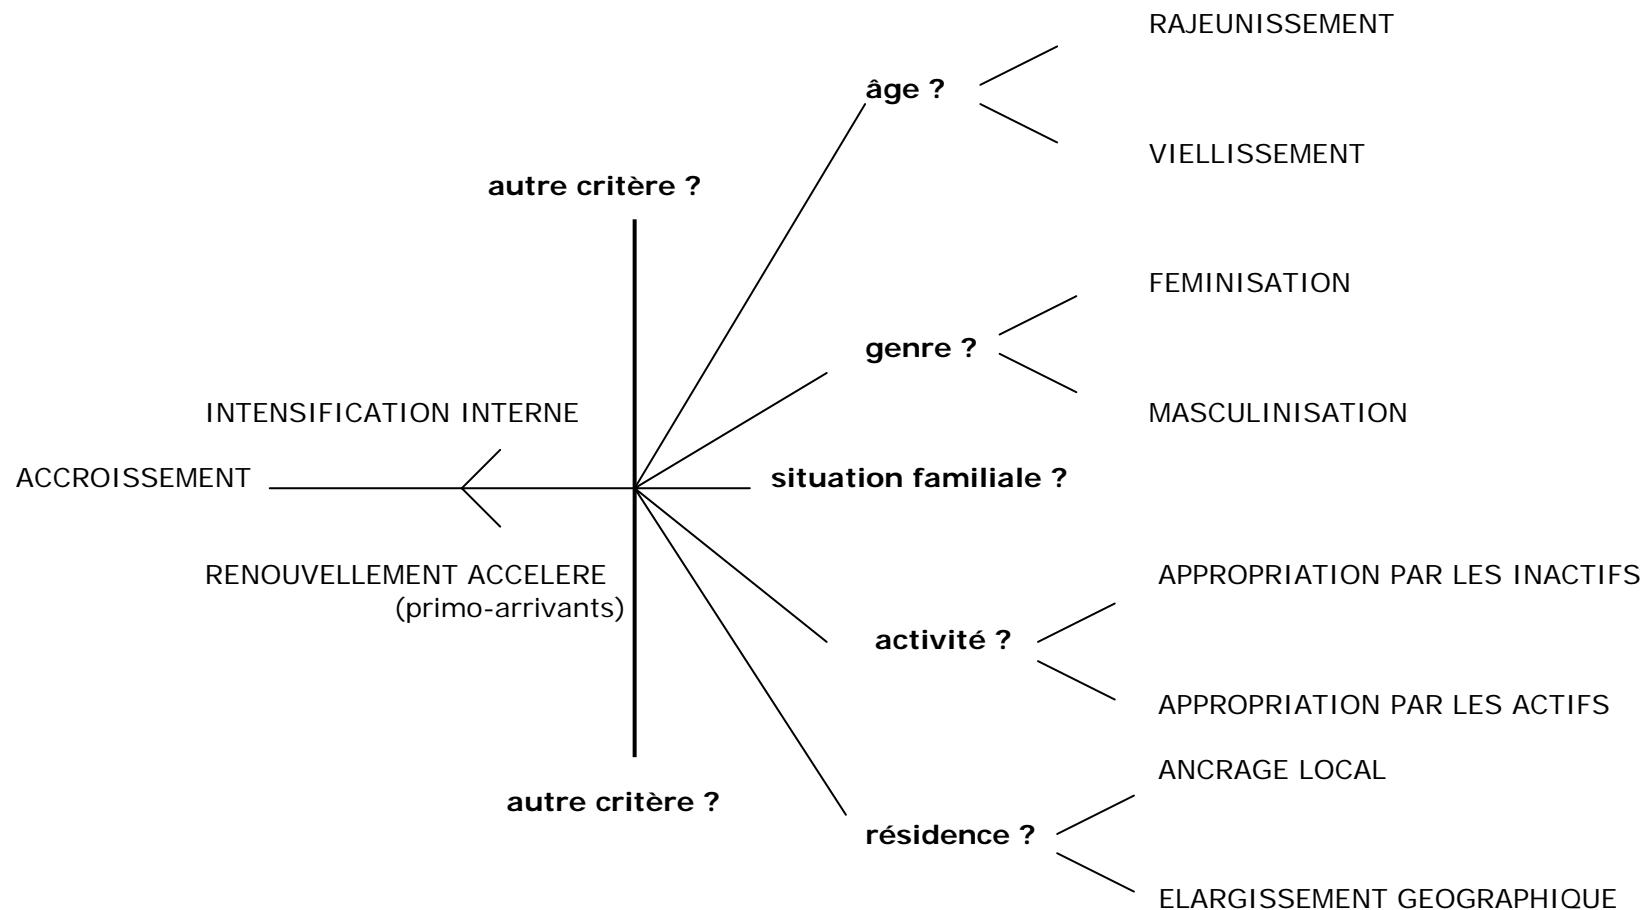 RAJEUNISSEMENT
âge ?
VIELLISSEMENT
autre critère ?
FEMINISATION
genre ?
MASCULINISATION
INTENSIFICATION INTERNE
ACCROISSEMENT
situation familiale ?
RENOUVELLEMENT ACCELERE
(primo-arrivants)
APPROPRIATION PAR LES INACTIFS
activité ?
APPROPRIATION PAR LES ACTIFS
ANCRAGE LOCAL
autre critère ?
résidence ?
ELARGISSEMENT GEOGRAPHIQUE